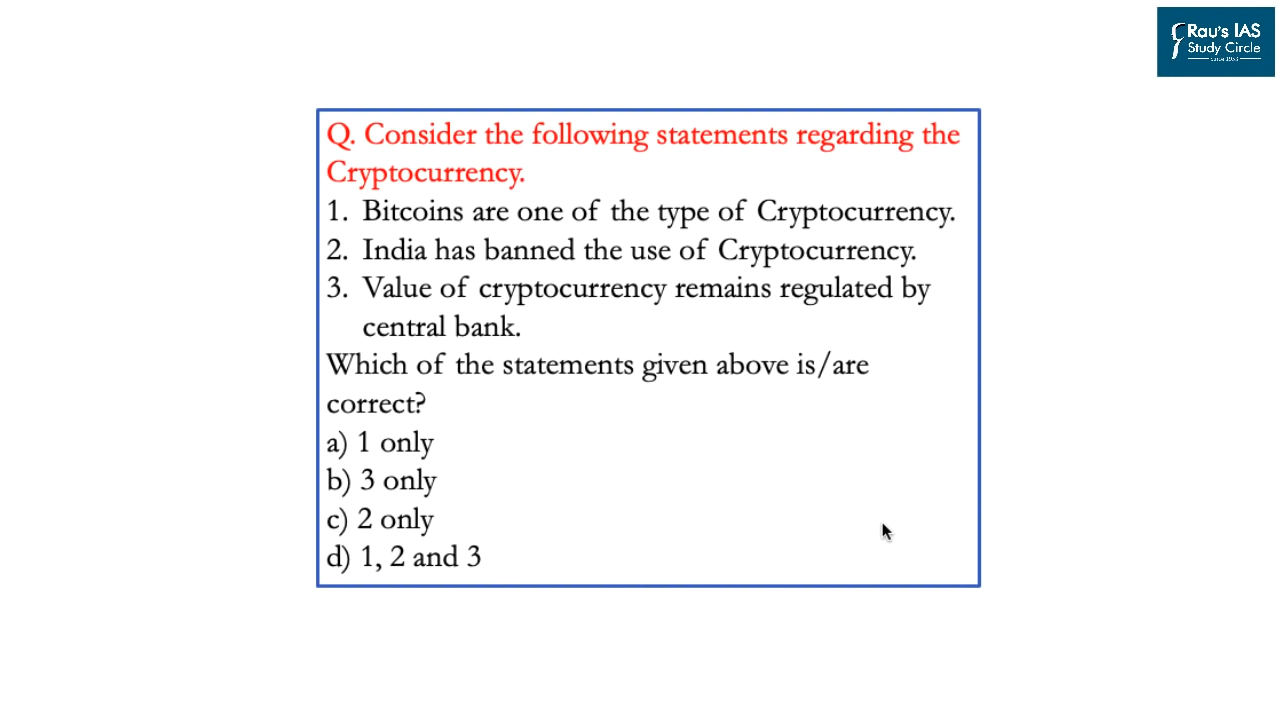 Rau's IAS
Study Circle
Q. Consider the following statements regarding the
Cryptocurrency.
1. Bitcoins are one of the type of Cryptocurrency.
2. India has banned the use of Cryptocurrency.
3. Value of cryptocurrency remains regulated by
central bank.
Which of the statements given above is/are
correct?
a) 1 only
b) 3 only
c) 2 only
d) 1, 2 and 3